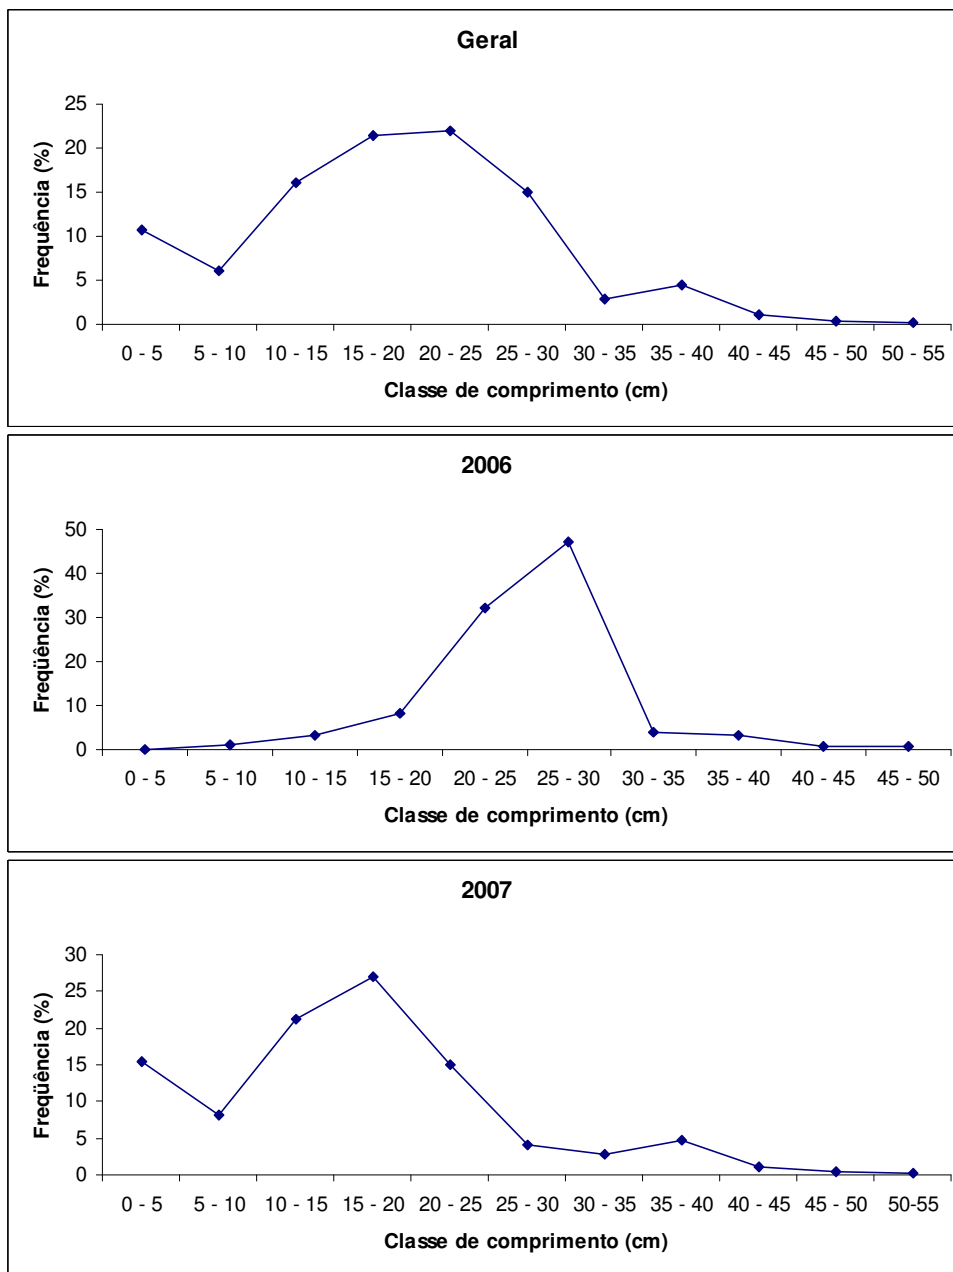 Geral
25
20
15
10
5
0
Frequência (%)
0 - 5 5 - 10 10 - 15 15 - 20 20 - 25 25 - 30 30 - 35 35 - 40 40 - 45 45 - 50 50 - 55
Classe de comprimento (cm)
2006
50
40
30
20
10
0
Freqüência (%)
0 - 5 5 - 10 10 - 15 15 - 20 20 - 25 25 - 30 30 - 35 35 - 40 40 - 45 45 - 50
Classe de comprimento (cm)
2007
30
25
20
15
10
5
0
Freqüência (%)
0 - 5 5 - 10 10 - 15 15 - 20 20 - 25 25 - 30 30 - 35 35 - 40 40 - 45 45 - 50 50-55
Classe de comprimento (cm)